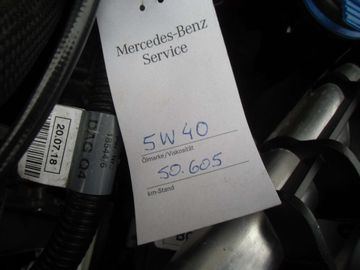 Mercedes-Benz
Service
5W40
Ölmarke/Viskosität
50.605
km-Stand
20.07.18